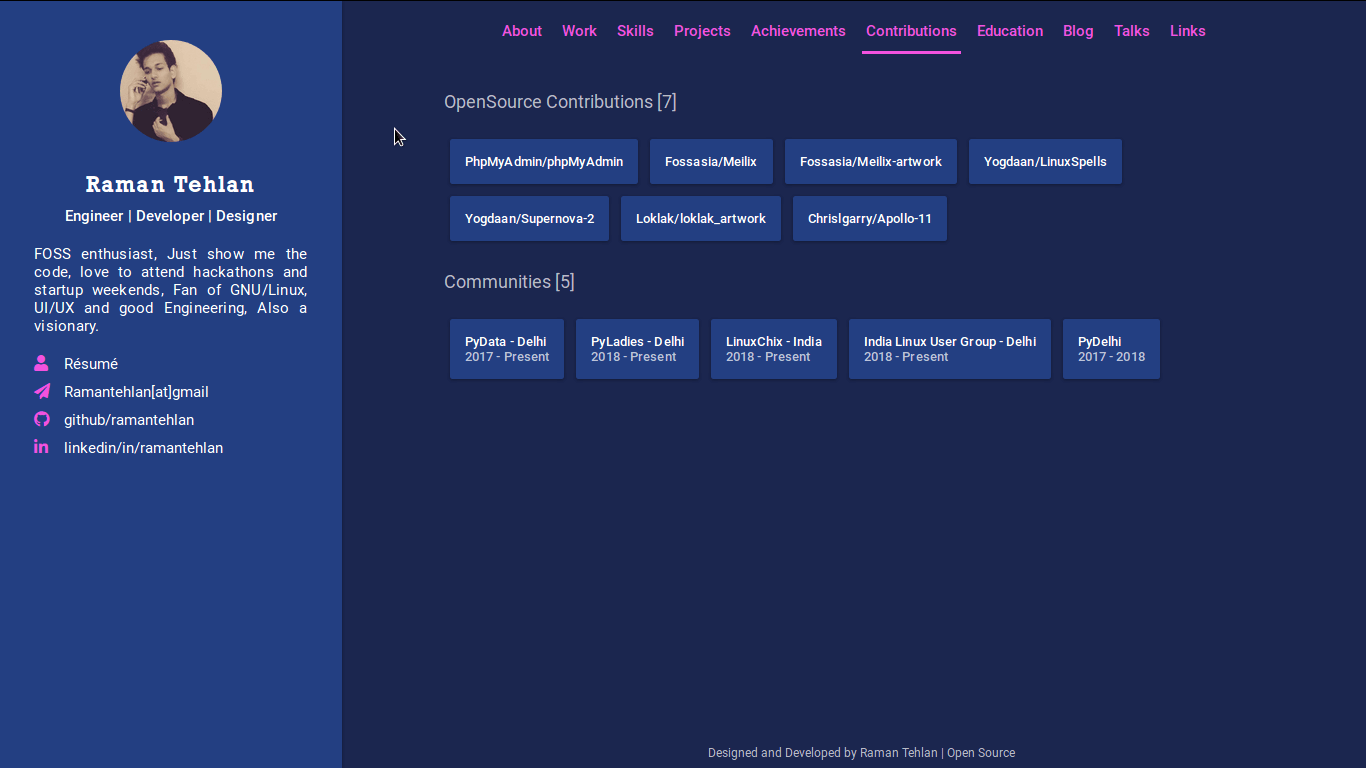 About Work Skills Projects Achievements Contributions Education Blog Talks Links
Raman Tehlan
Engineer | Developer | Designer
FOSS enthusiast, Just show me the
code, love to attend hackathons and
startup weekends, Fan of GNU/Linux,
UI/UX and good Engineering, Also a
visionary.
Résumé
Ramantehlan[at]gmail
github/ramantehlan
linkedin/in/ramantehlan
OpenSource Contributions [7]
PhpMyAdmin/phpMyAdmin Fossasia/Meilix Fossasia/Meilix-artwork Yogdaan/LinuxSpells
Yogdaan/Supernova-2 Loklak/loklak_artwork Chrislgarry/Apollo-11
Communities [5]
PyData - Delhi PyLadies - Delhi LinuxChix - India India Linux User Group - Delhi PyDelhi
2017 - Present 2018 - Present 2018 - Present 2018 - Present 2017 - 2018
Designed and Developed by Raman Tehlan | Open Source